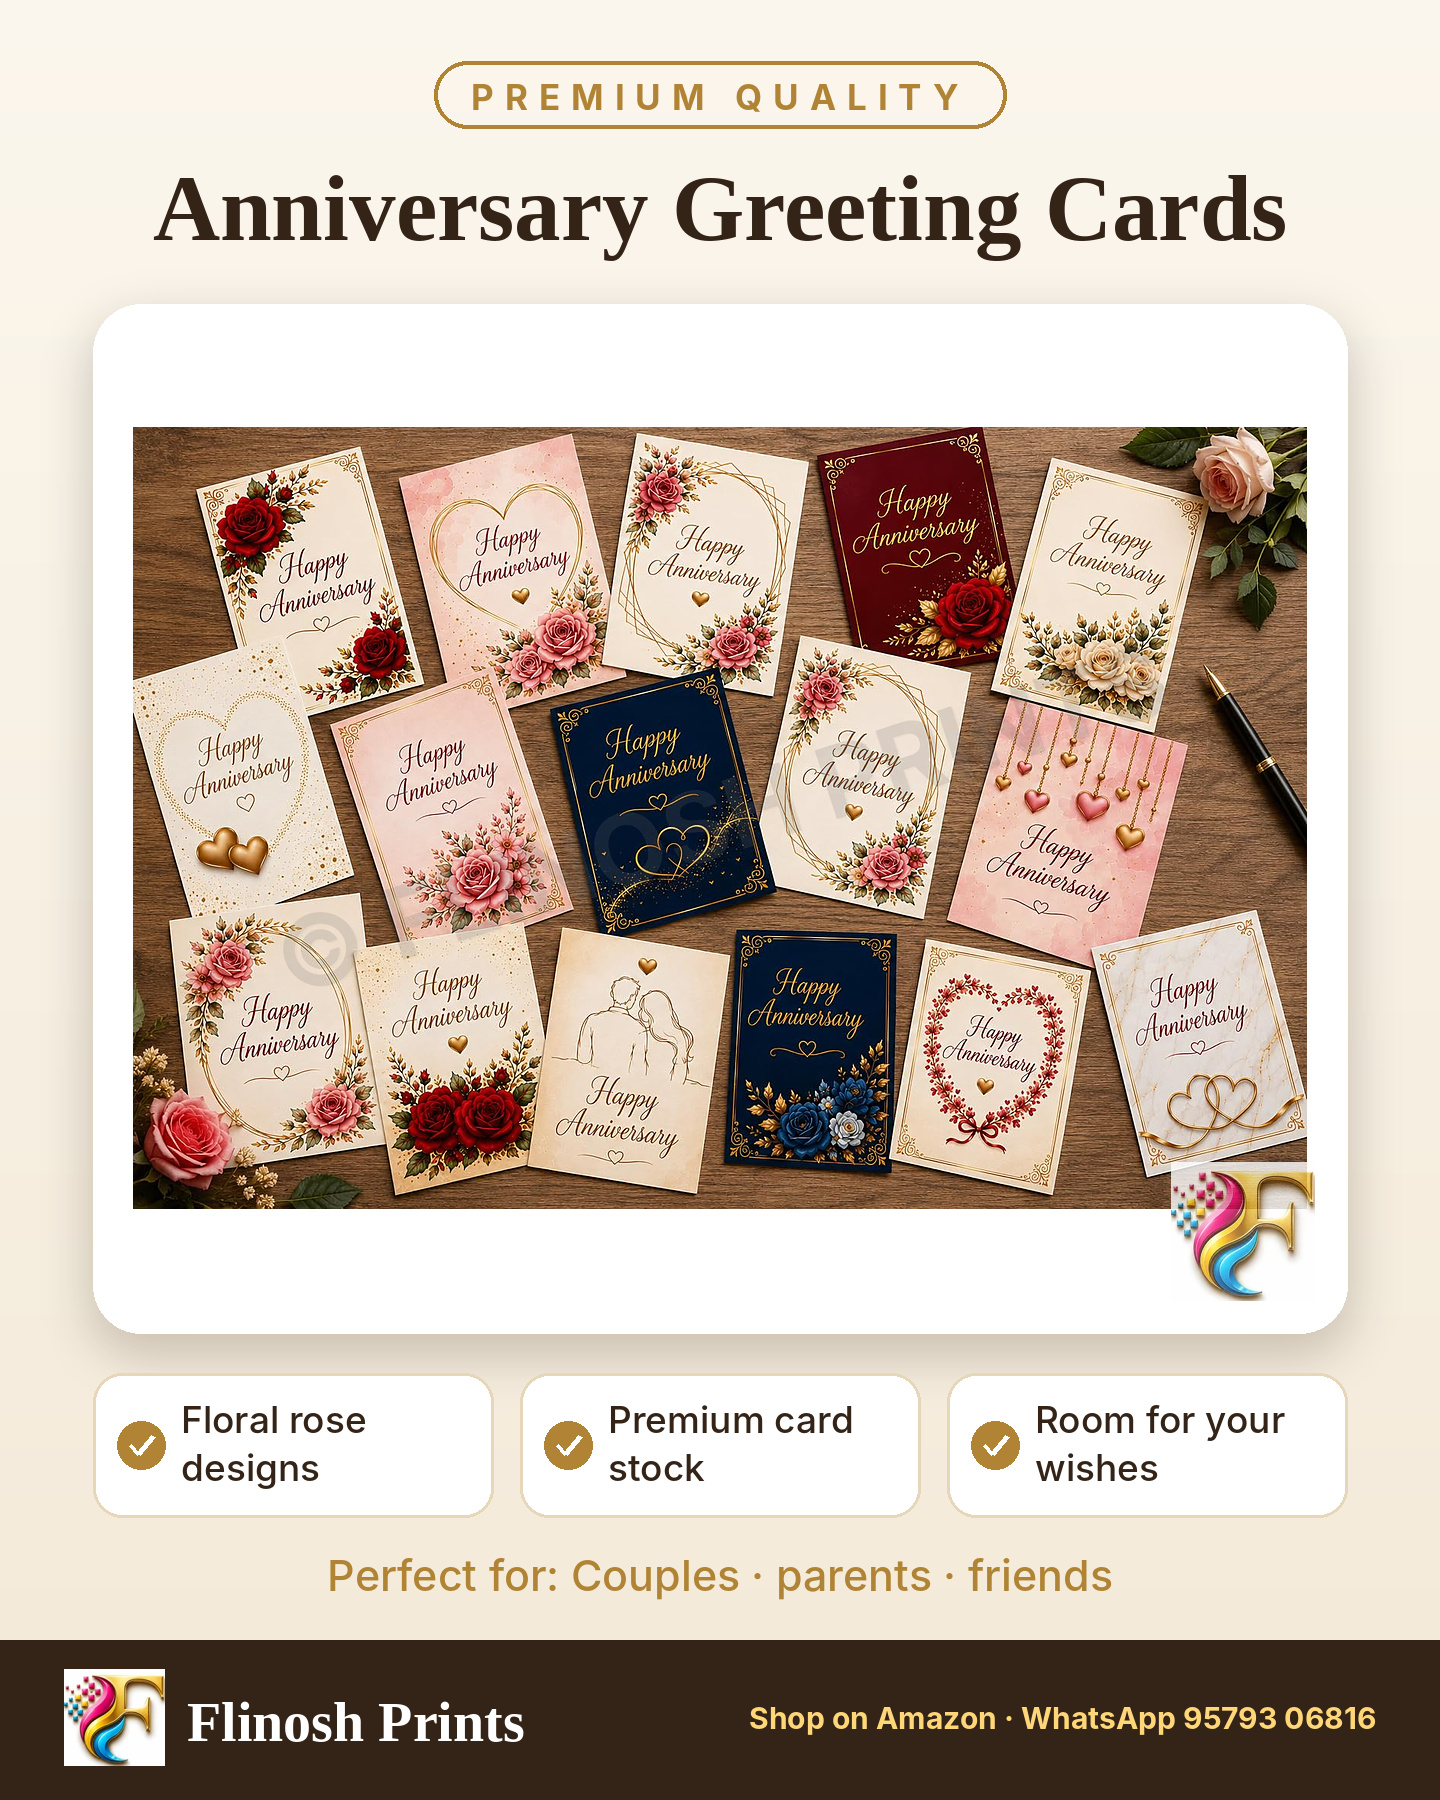 PREMIUM QUALITY
Anniversary Greeting Cards
Happy
Anniversary
Happy
Anniversary
Happy
Anniversary
Happy
Anniversary
Happy
Anniversary
Happy
Anniversary
Happy
Anniversary
Happy
Anniversary
Happy
Anniversary
Happy
Anniversary
Happy
Anniversary
Happy
Anniversary
Happy
Anniversary
Happy
Anniversary
Happy
Anniversary
Happy
Anniversary
© FLINOSH PRINTS
F
Floral rose
designs
Premium card
stock
Room for your
wishes
Perfect for: Couples · parents · friends
F
Flinosh Prints
Shop on Amazon · WhatsApp 95793 06816